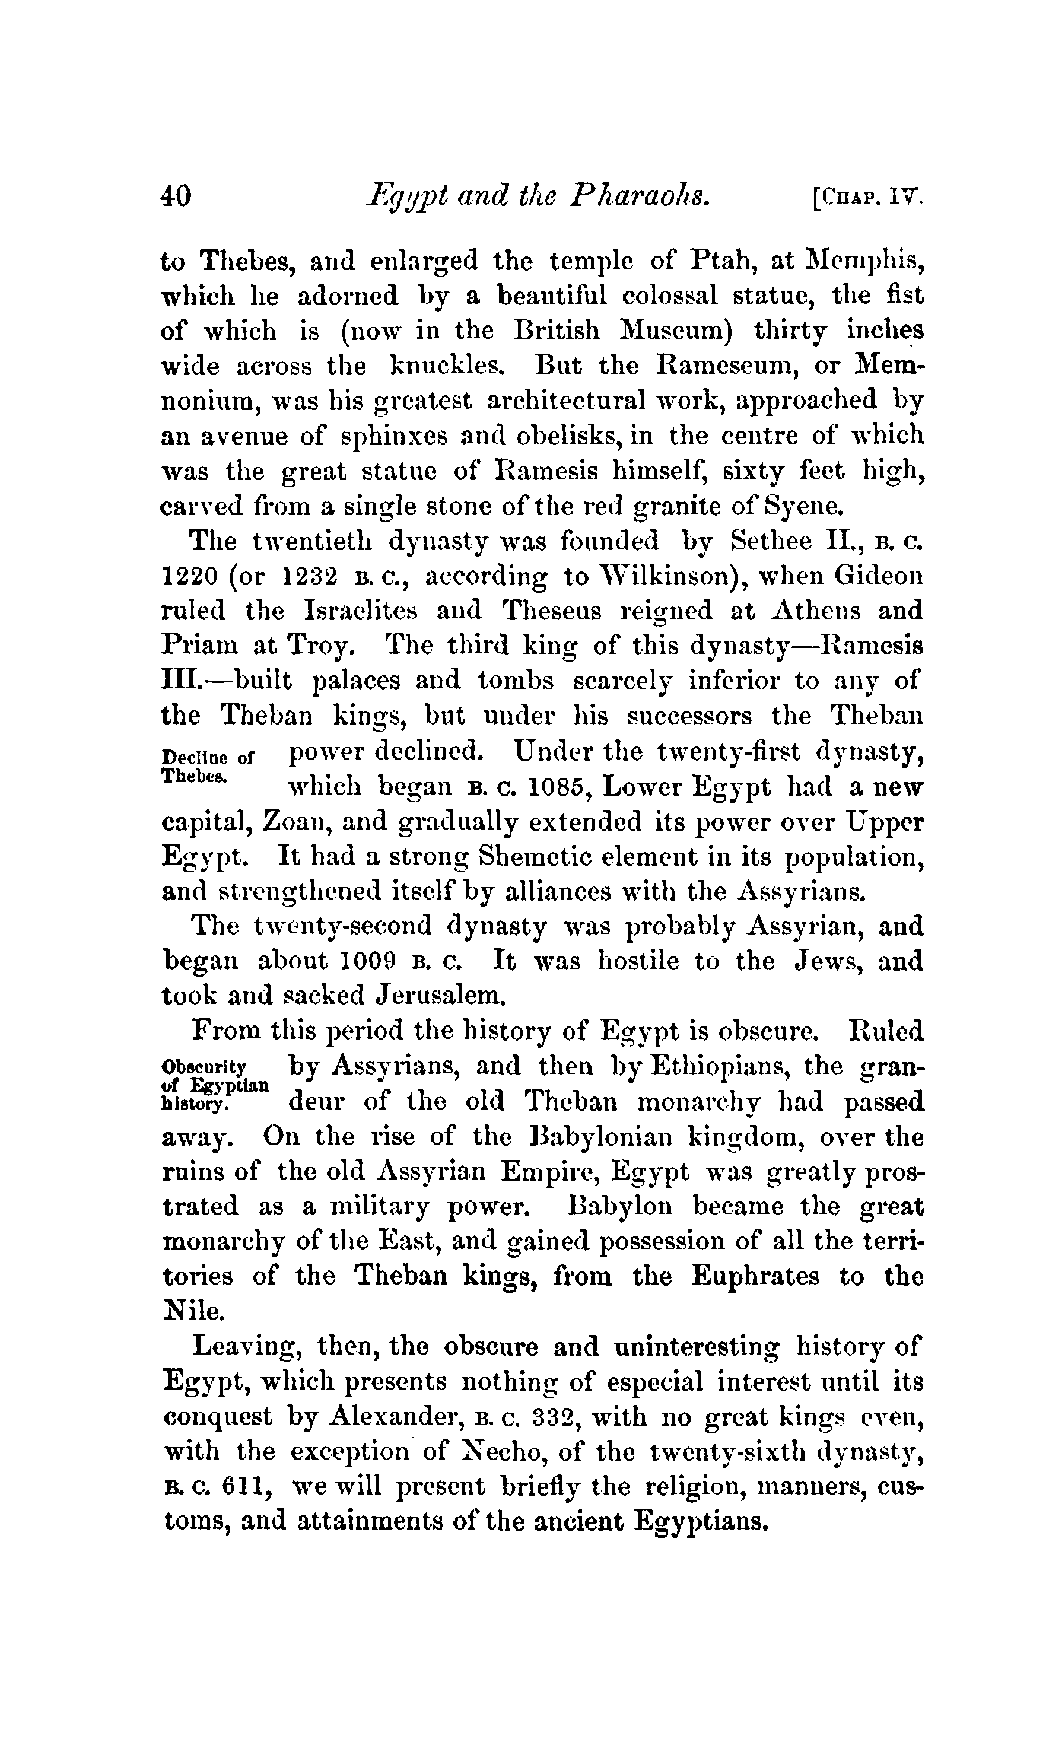 40 Egypt and the Pharaohs. [CHAP. IV.
to Thebes, and enlarged the temple of Ptah, at Memphis,
which he adorned by a beautiful colossal statue, the fist
of which is (now in the British Museum) thirty inches
wide across the knuckles. But the Rameseum, or Mem-
nonium, was his greatest architectural work, approached by
an avenue of sphinxes and obelisks, in the centre of which
was the great statue of Ramesis himself, sixty feet high,
carved from a single stone of the red granite of Syene.
The twentieth dynasty was founded by Sethee II., B. C.
1220 (or 1232 B. C., according to Wilkinson), when Gideon
ruled the Israelites and Theseus reigned at Athens and
Priam at Troy. The third king of this dynasty—Ramesis
III.—built palaces and tombs scarcely inferior to any of
the Theban kings, but under his successors the Theban
Decline of
Thebes.
power declined. Under the twenty-first dynasty,
which began B. C. 1085, Lower Egypt had a new
capital, Zoan, and gradually extended its power over Upper
Egypt. It had a strong Shemetic element in its population,
and strengthened itself by alliances with the Assyrians.
The twenty-second dynasty was probably Assyrian, and
began about 1009 B. C. It was hostile to the Jews, and
took and sacked Jerusalem.
From this period the history of Egypt is obscure. Ruled
Obscurity
of Egyptian
history.
by Assyrians, and then by Ethiopians, the gran-
deur of the old Theban monarchy had passed
away. On the rise of the Babylonian kingdom, over the
ruins of the old Assyrian Empire, Egypt was greatly pros-
trated as a military power. Babylon became the great
monarchy of the East, and gained possession of all the terri-
tories of the Theban kings, from the Euphrates to the
Nile.
Leaving, then, the obscure and uninteresting history of
Egypt, which presents nothing of especial interest until its
conquest by Alexander, B. C. 332, with no great kings even,
with the exception of Necho, of the twenty-sixth dynasty,
B. C. 611, we will present briefly the religion, manners, cus-
toms, and attainments of the ancient Egyptians.